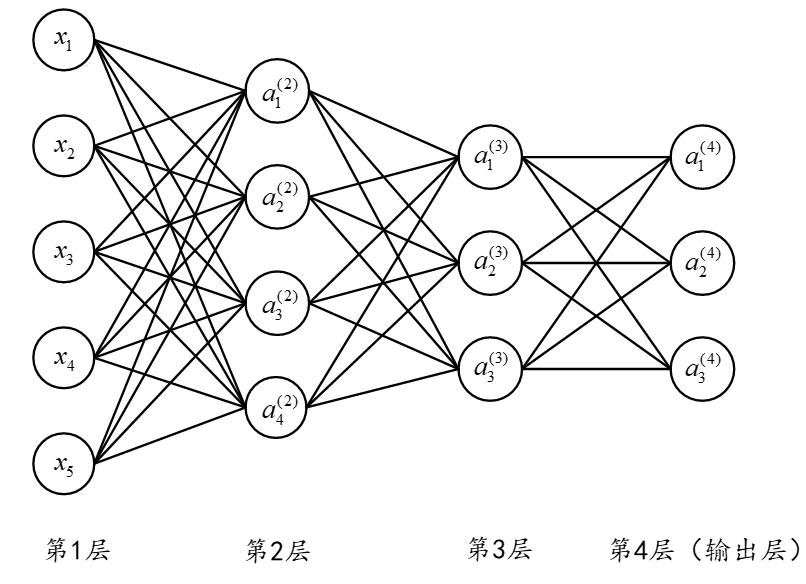 x₁
x₂
x₃
x₄
x₅
a₁⁽²⁾
a₂⁽²⁾
a₃⁽²⁾
a₄⁽²⁾
a₁⁽³⁾
a₂⁽³⁾
a₃⁽³⁾
a₁⁽⁴⁾
a₂⁽⁴⁾
a₃⁽⁴⁾
第1层 第2层 第3层 第4层（输出层）